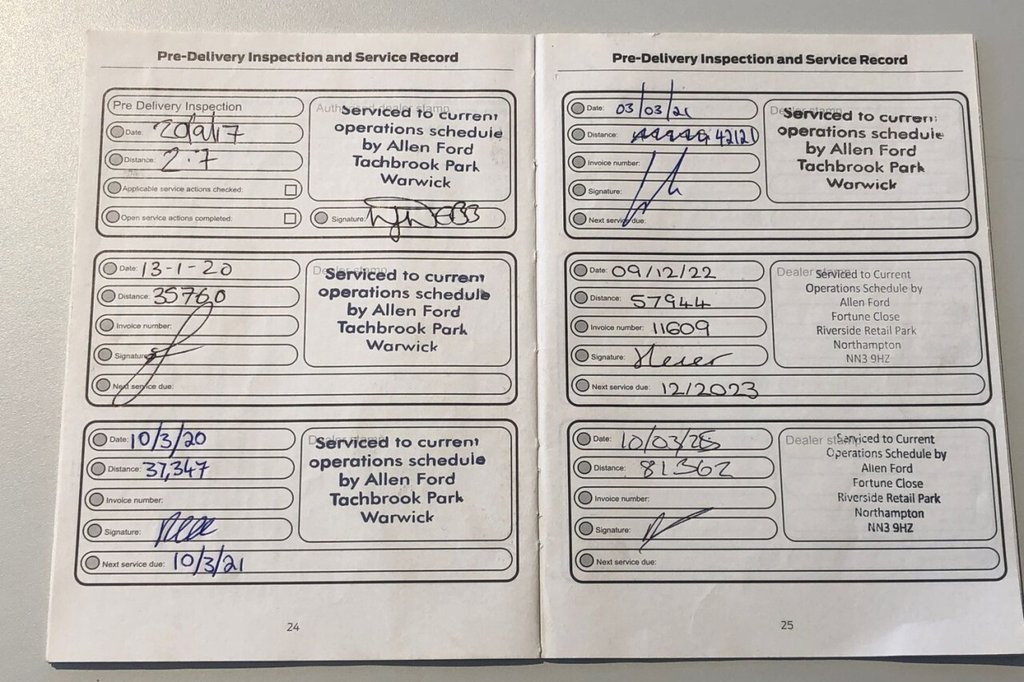 Pre-Delivery Inspection and Service Record
Pre Delivery Inspection
Authorised dealer stamp
Date: 20/9/17
Distance: 2.7
Applicable service actions checked:
Open service actions completed:
Serviced to current
operations schedule
by Allen Ford
Tachbrook Park
Warwick
Signature:
Date: 13-1-20
Distance: 35760
Invoice number:
Signature:
Next service due:
Dealer stamp
Serviced to current
operations schedule
by Allen Ford
Tachbrook Park
Warwick
Date: 10/3/20
Distance: 37,347
Invoice number:
Signature:
Next service due: 10/3/21
Dealer stamp
Serviced to current
operations schedule
by Allen Ford
Tachbrook Park
Warwick
24
Pre-Delivery Inspection and Service Record
Date: 03/03/21
Distance: 42121
Invoice number:
Signature:
Next service due:
Dealer stamp
Serviced to current
operations schedule
by Allen Ford
Tachbrook Park
Warwick
Date: 09/12/22
Distance: 57944
Invoice number: 11609
Signature:
Next service due: 12/2023
Dealer stamp
Serviced to Current
Operations Schedule by
Allen Ford
Fortune Close
Riverside Retail Park
Northampton
NN3 9HZ
Date: 10/03/25
Distance: 81362
Invoice number:
Signature:
Next service due:
Dealer stamp
Serviced to Current
Operations Schedule by
Allen Ford
Fortune Close
Riverside Retail Park
Northampton
NN3 9HZ
25